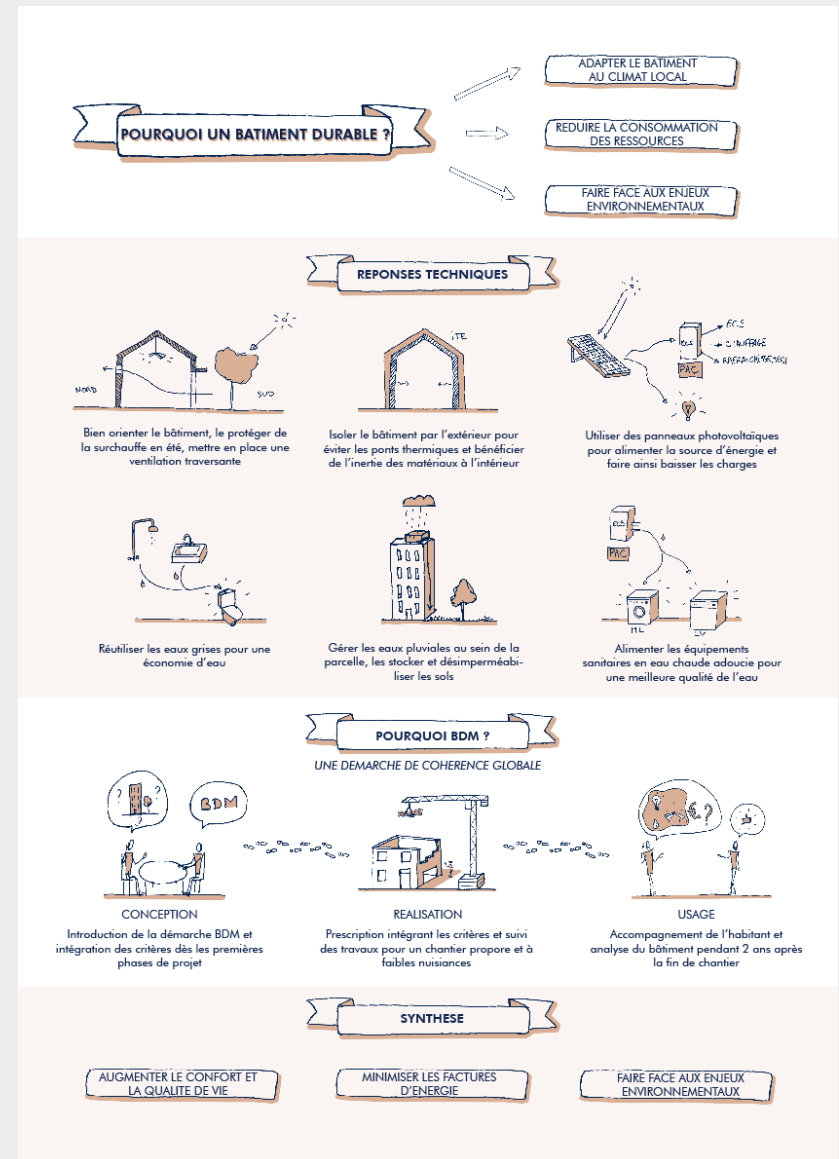 POURQUOI UN BATIMENT DURABLE ?
ADAPTER LE BATIMENT
AU CLIMAT LOCAL
REDUIRE LA CONSOMMATION
DES RESSOURCES
FAIRE FACE AUX ENJEUX
ENVIRONNEMENTAUX
REPONSES TECHNIQUES
NORD
SUD
Bien orienter le bâtiment, le protéger de
la surchauffe en été, mettre en place une
ventilation traversante
iTE
Isoler le bâtiment par l'extérieur pour
éviter les ponts thermiques et bénéficier
de l'inertie des matériaux à l'intérieur
ECS
PAC
E.C.S
CHAUFFAGE
Utiliser des panneaux photovoltaïques
pour alimenter la source d'énergie et
faire ainsi baisser les charges
Réutiliser les eaux grises pour une
économie d'eau
Gérer les eaux pluviales au sein de la
parcelle, les stocker et désimperméabi-
liser les sols
ECS
PAC
ML
LV
Alimenter les équipements
sanitaires en eau chaude adoucie pour
une meilleure qualité de l'eau
POURQUOI BDM ?
UNE DEMARCHE DE COHERENCE GLOBALE
? ?
?
BDM
CONCEPTION
Introduction de la démarche BDM et
intégration des critères dès les premières
phases de projet
REALISATION
Prescription intégrant les critères et suivi
des travaux pour un chantier propore et à
faibles nuisiances
€ ?
USAGE
Accompagnement de l'habitant et
analyse du bâtiment pendant 2 ans après
la fin de chantier
SYNTHESE
AUGMENTER LE CONFORT ET
LA QUALITE DE VIE
MINIMISER LES FACTURES
D'ENERGIE
FAIRE FACE AUX ENJEUX
ENVIRONNEMENTAUX